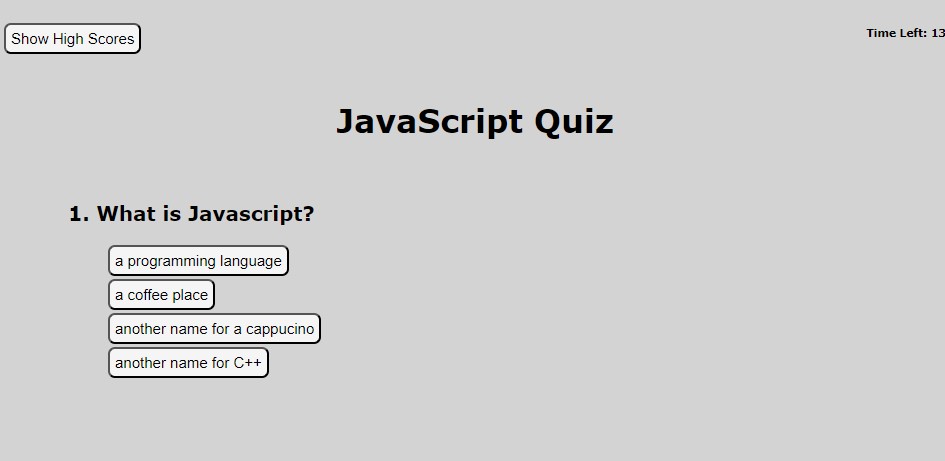 Show High Scores
Time Left: 13
JavaScript Quiz
1. What is Javascript?
a programming language
a coffee place
another name for a cappucino
another name for C++